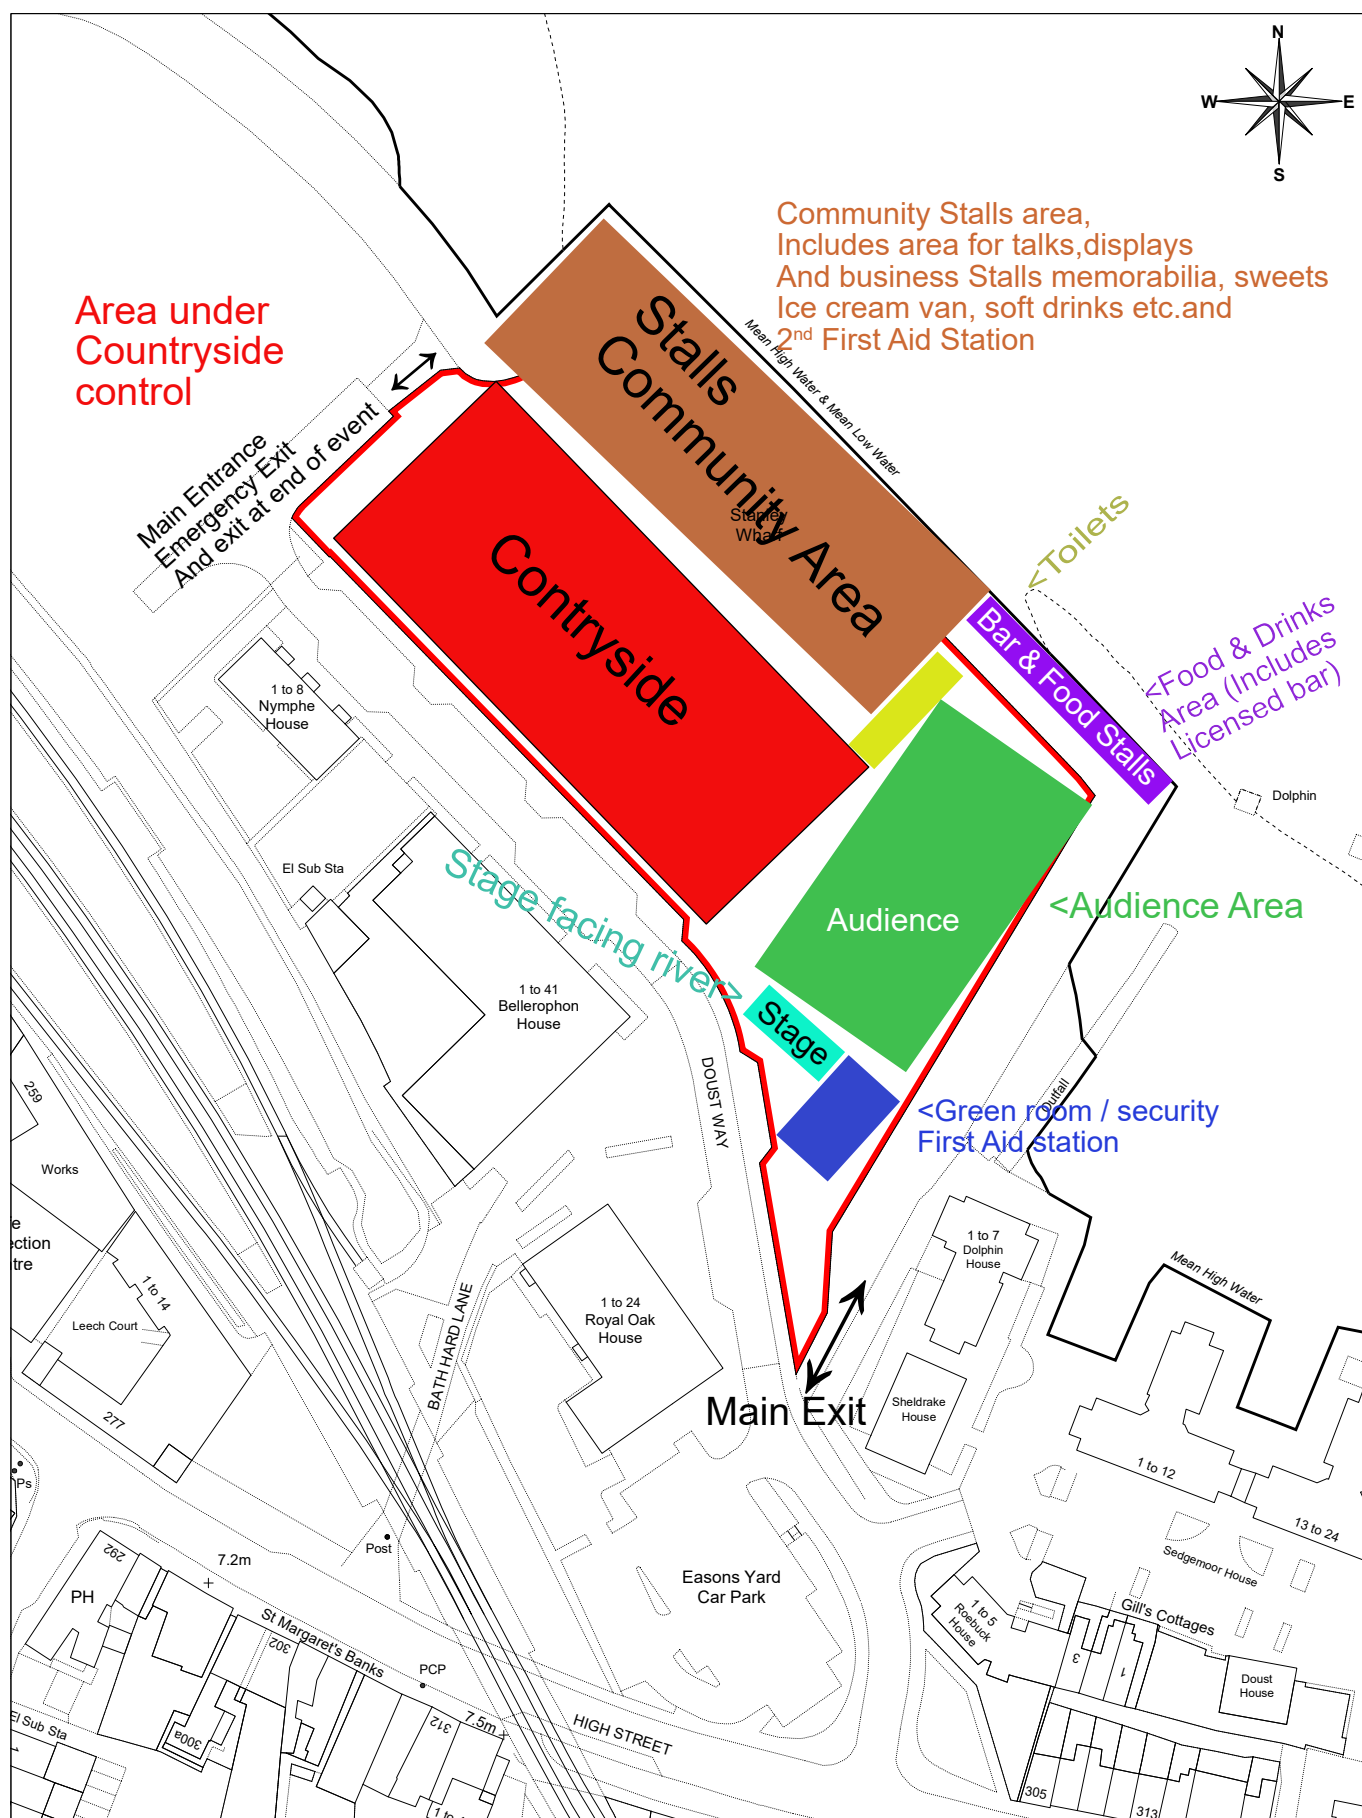 N
W
E
S
Community Stalls area,
Includes area for talks,displays
And business Stalls memorabilia, sweets
Ice cream van, soft drinks etc.and
2nd First Aid Station
Area under
Countryside
control
Main Entrance
Emergency Exit
And exit at end of event
Stalls
Community Area
Mean High Water & Mean Low Water
Stanley
Wharf
Contryside
<Toilets
Bar & Food Stalls
<Food & Drinks
Area (Includes
Licensed bar)
Dolphin
1 to 8
Nymphe
House
El Sub Sta
Stage facing river>
Audience
<Audience Area
Stage
1 to 41
Bellerophon
House
DOUST WAY
Outfall
<Green room / security
First Aid station
259
Works
e
ection
tre
1 to 14
Leech Court
277
BATH HARD LANE
1 to 24
Royal Oak
House
1 to 7
Dolphin
House
Mean High Water
Main Exit
Sheldrake
House
1 to 12
13 to 24
Sedgemoor House
Ps
Post
7.2m
292
PH
St Margaret's Banks
302
300a
PCP
312
7.5m
El Sub Sta
HIGH STREET
Easons Yard
Car Park
1 to 5
Roebuck
House
Gill's Cottages
3
1
Doust
House
305
313